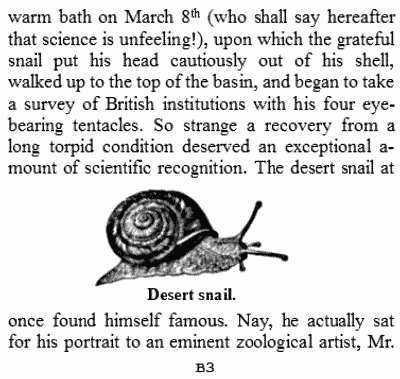 warm bath on March 8th (who shall say hereafter
that science is unfeeling!), upon which the grateful
snail put his head cautiously out of his shell,
walked up to the top of the basin, and began to take
a survey of British institutions with his four eye-
bearing tentacles. So strange a recovery from a
long torpid condition deserved an exceptional a-
mount of scientific recognition. The desert snail at
Desert snail.
once found himself famous. Nay, he actually sat
for his portrait to an eminent zoological artist, Mr.
B3